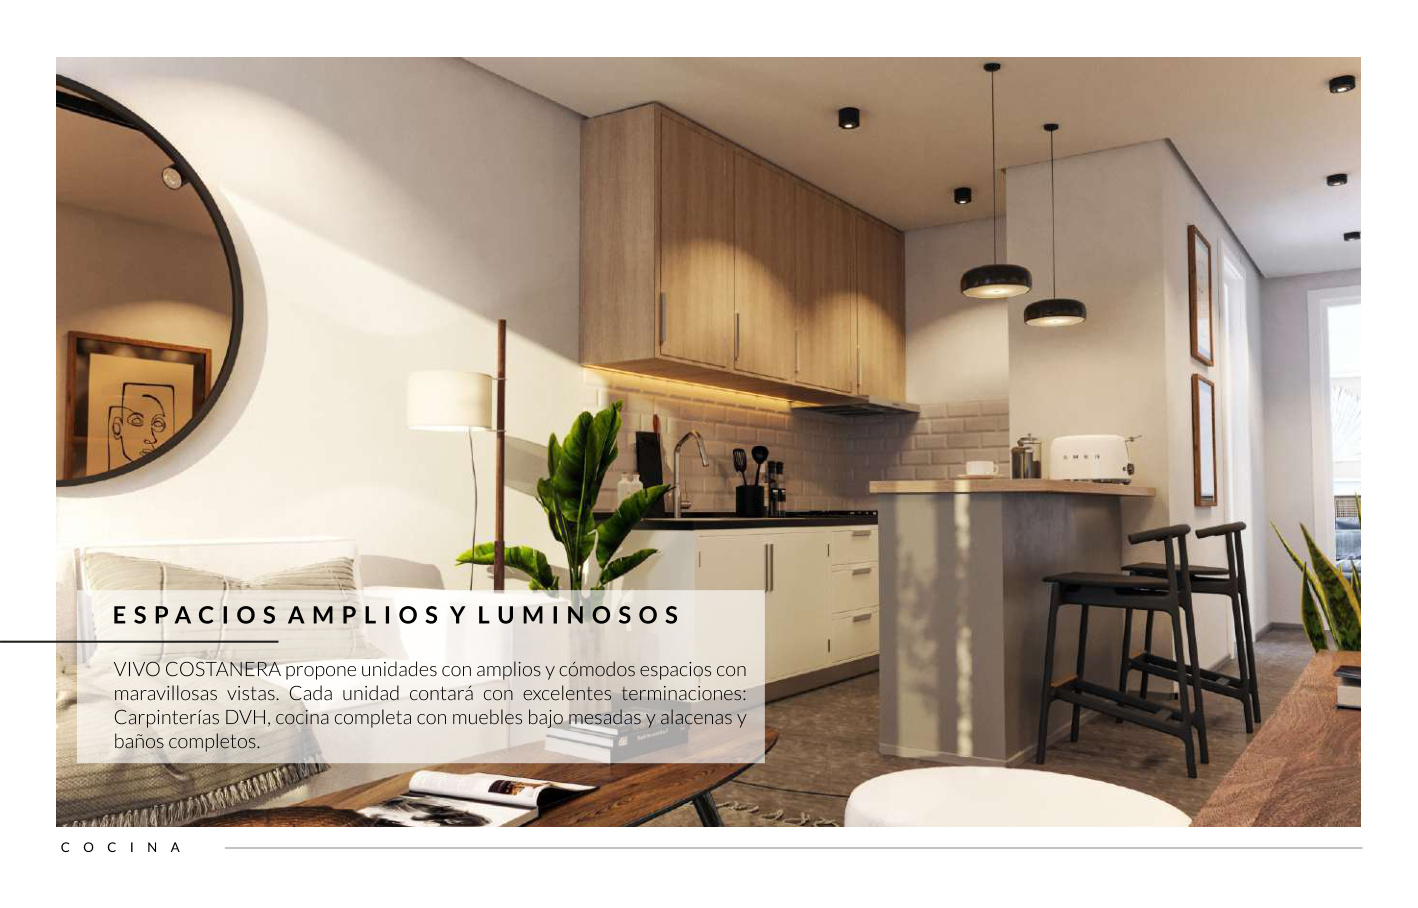 ESPACIOS AMPLIOS Y LUMINOSOS
VIVO COSTANERA propone unidades con amplios y cómodos espacios con
maravillosas vistas. Cada unidad contará con excelentes terminaciones:
Carpinterías DVH, cocina completa con muebles bajo mesadas y alacenas y
baños completos.
COCINA